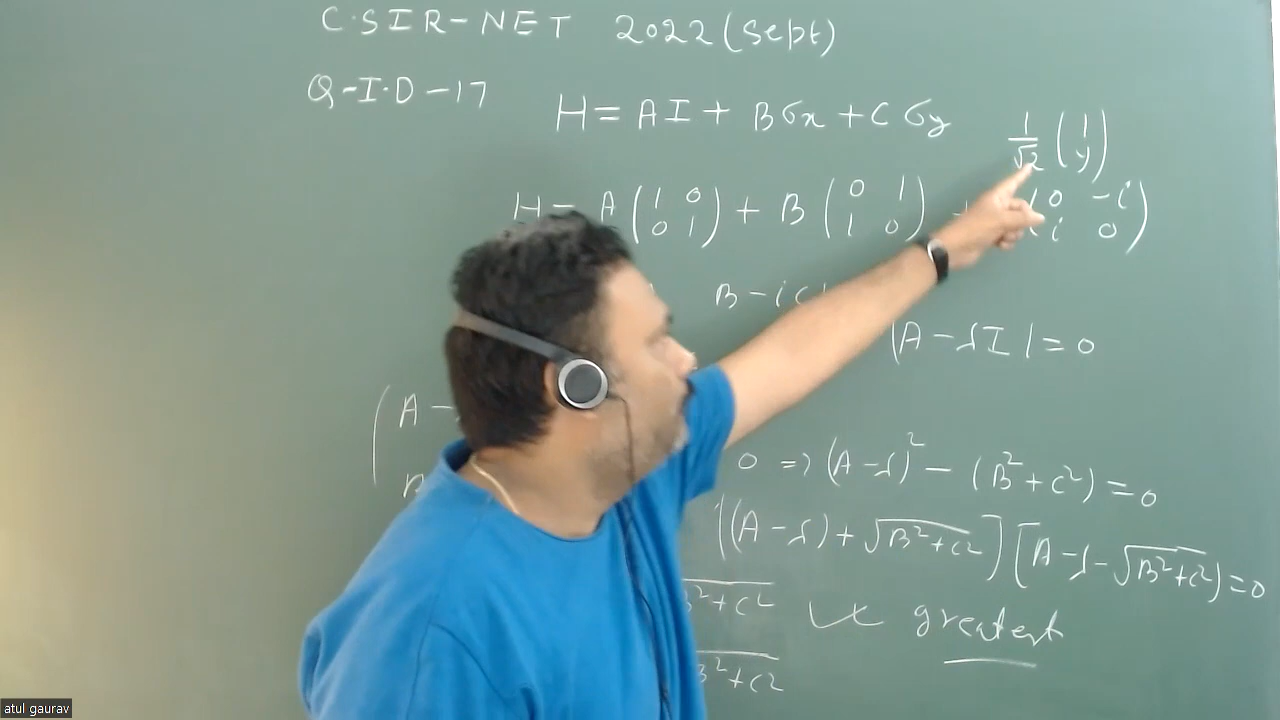 C.SIR-NET 2022 (Sept)
Q-I.D-17
H = AI + Bσx + Cσy
1/√2 (1 y)
H = A (1 0 0 1) + B (0 1 1 0) + (0 -i i 0)
B - i C
|A - λI| = 0
(A -
0 => (A - λ)² - (B² + C²) = 0
[(A - λ) + √B² + C²] [A - λ - √B² + C²] = 0
B² + C² greatest
B² + C²
atul gaurav